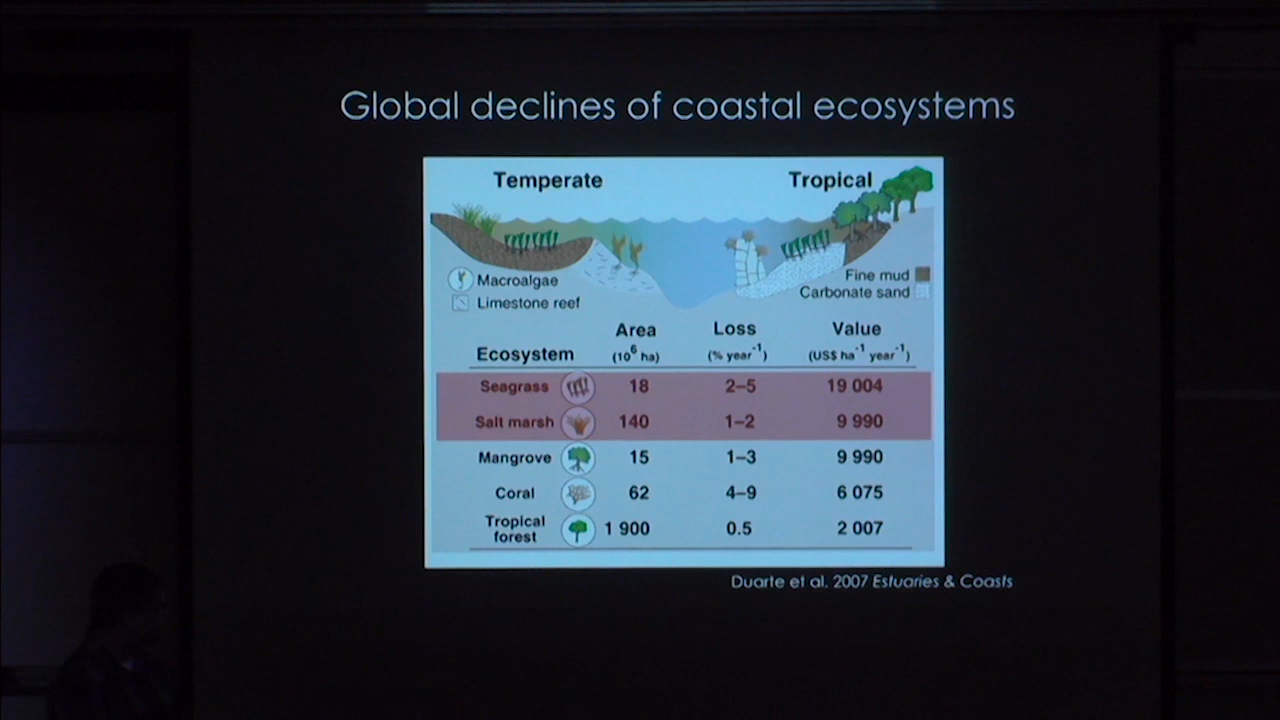 Global declines of coastal ecosystems
Temperate
Tropical
Macroalgae
Limestone reef
Fine mud
Carbonate sand
Ecosystem Area (10⁶ ha) Loss (% year⁻¹) Value (US$ ha⁻¹ year⁻¹)
Seagrass 18 2–5 19 004
Salt marsh 140 1–2 9 990
Mangrove 15 1–3 9 990
Coral 62 4–9 6 075
Tropical forest 1 900 0.5 2 007
Duarte et al. 2007 Estuaries & Coasts